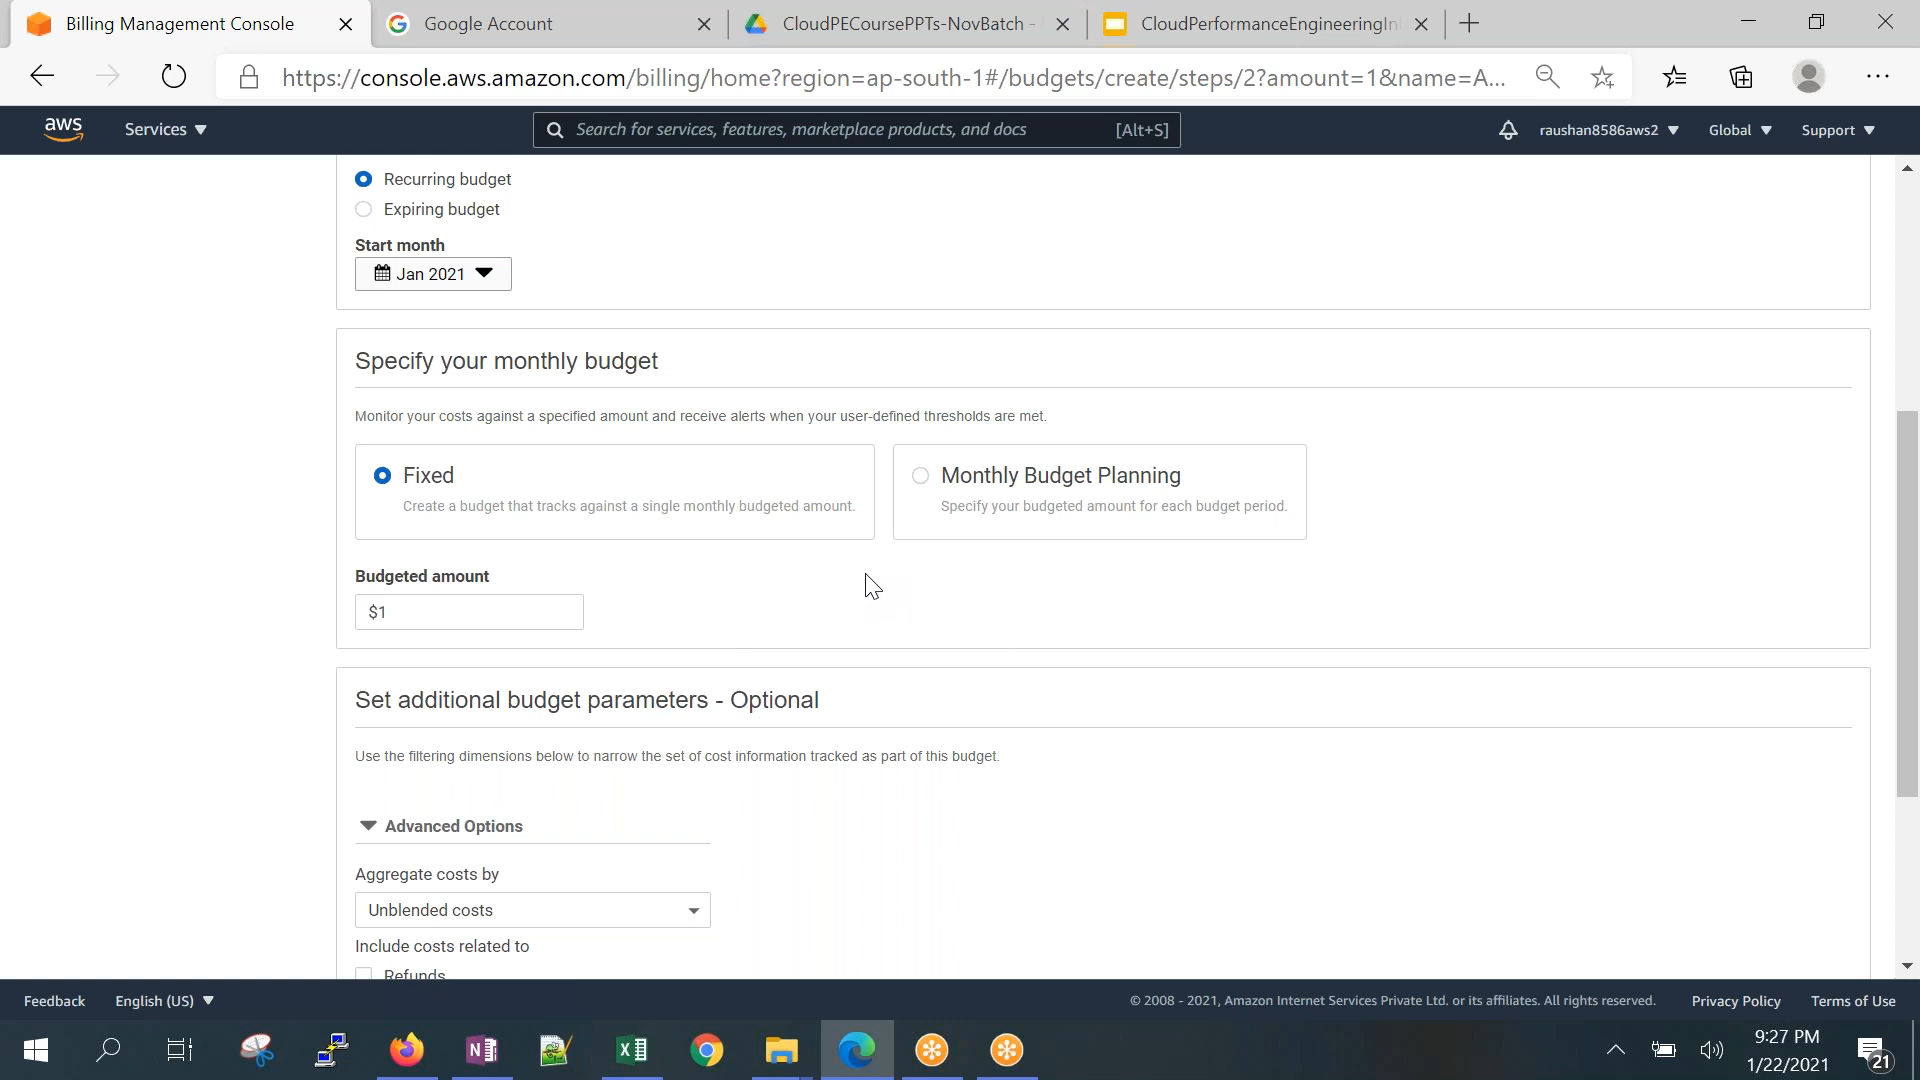 Billing Management Console
Google Account
CloudPECoursePPTs-NovBatch -
CloudPerformanceEngineeringIn
https://console.aws.amazon.com/billing/home?region=ap-south-1#/budgets/create/steps/2?amount=1&name=A...
aws
Services
Search for services, features, marketplace products, and docs
[Alt+S]
raushan8586aws2
Global
Support
Recurring budget
Expiring budget
Start month
Jan 2021
Specify your monthly budget
Monitor your costs against a specified amount and receive alerts when your user-defined thresholds are met.
Fixed
Create a budget that tracks against a single monthly budgeted amount.
Monthly Budget Planning
Specify your budgeted amount for each budget period.
Budgeted amount
$1
Set additional budget parameters - Optional
Use the filtering dimensions below to narrow the set of cost information tracked as part of this budget.
Advanced Options
Aggregate costs by
Unblended costs
Include costs related to
Refunds
Feedback
English (US)
© 2008 - 2021, Amazon Internet Services Private Ltd. or its affiliates. All rights reserved.
Privacy Policy
Terms of Use
9:27 PM
1/22/2021
21